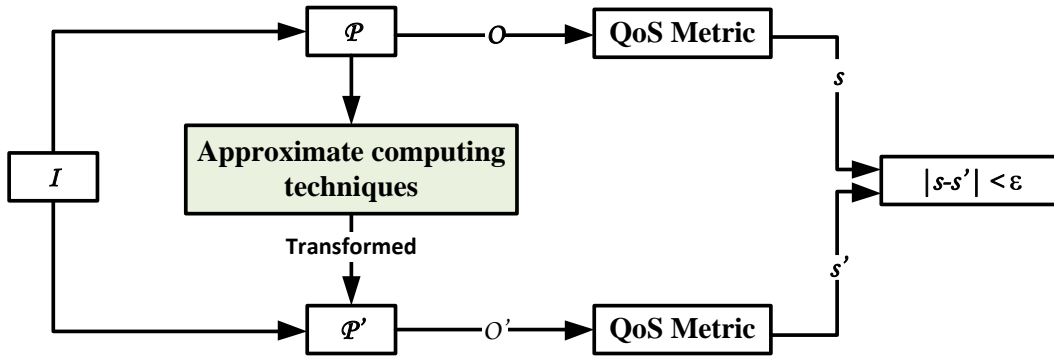 P
O
QoS Metric
s
Approximate computing
techniques
I
|s-s’| < ε
Transformed
s’
P’
O’
QoS Metric